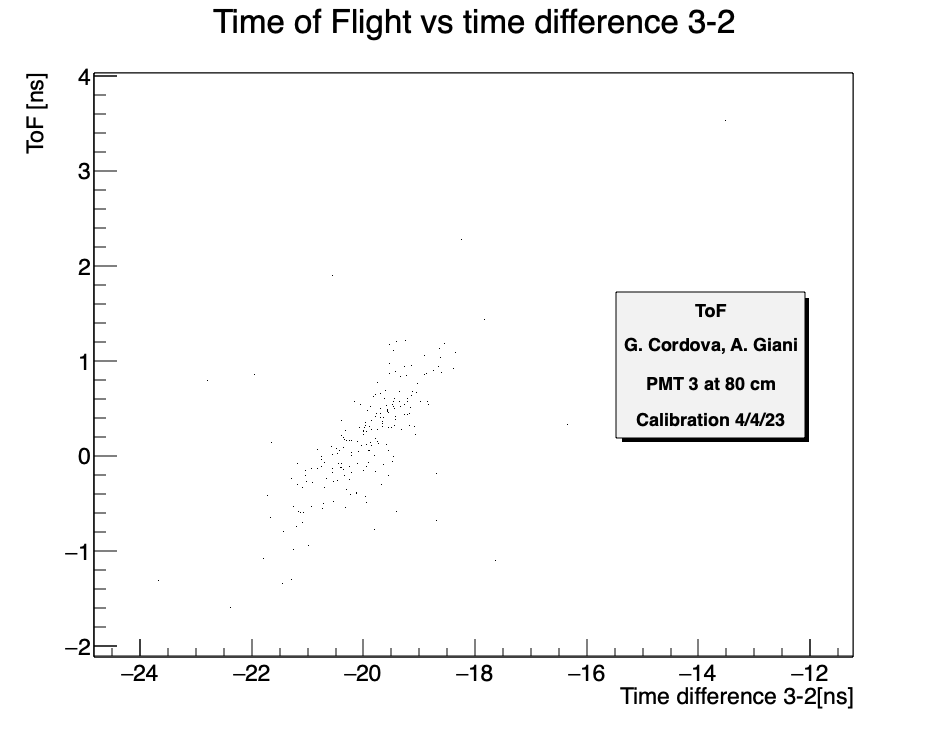 Time of Flight vs time difference 3-2
ToF [ns]
4
3
2
1
0
−1
−2
ToF
G. Cordova, A. Giani
PMT 3 at 80 cm
Calibration 4/4/23
−24 −22 −20 −18 −16 −14 −12
Time difference 3-2[ns]